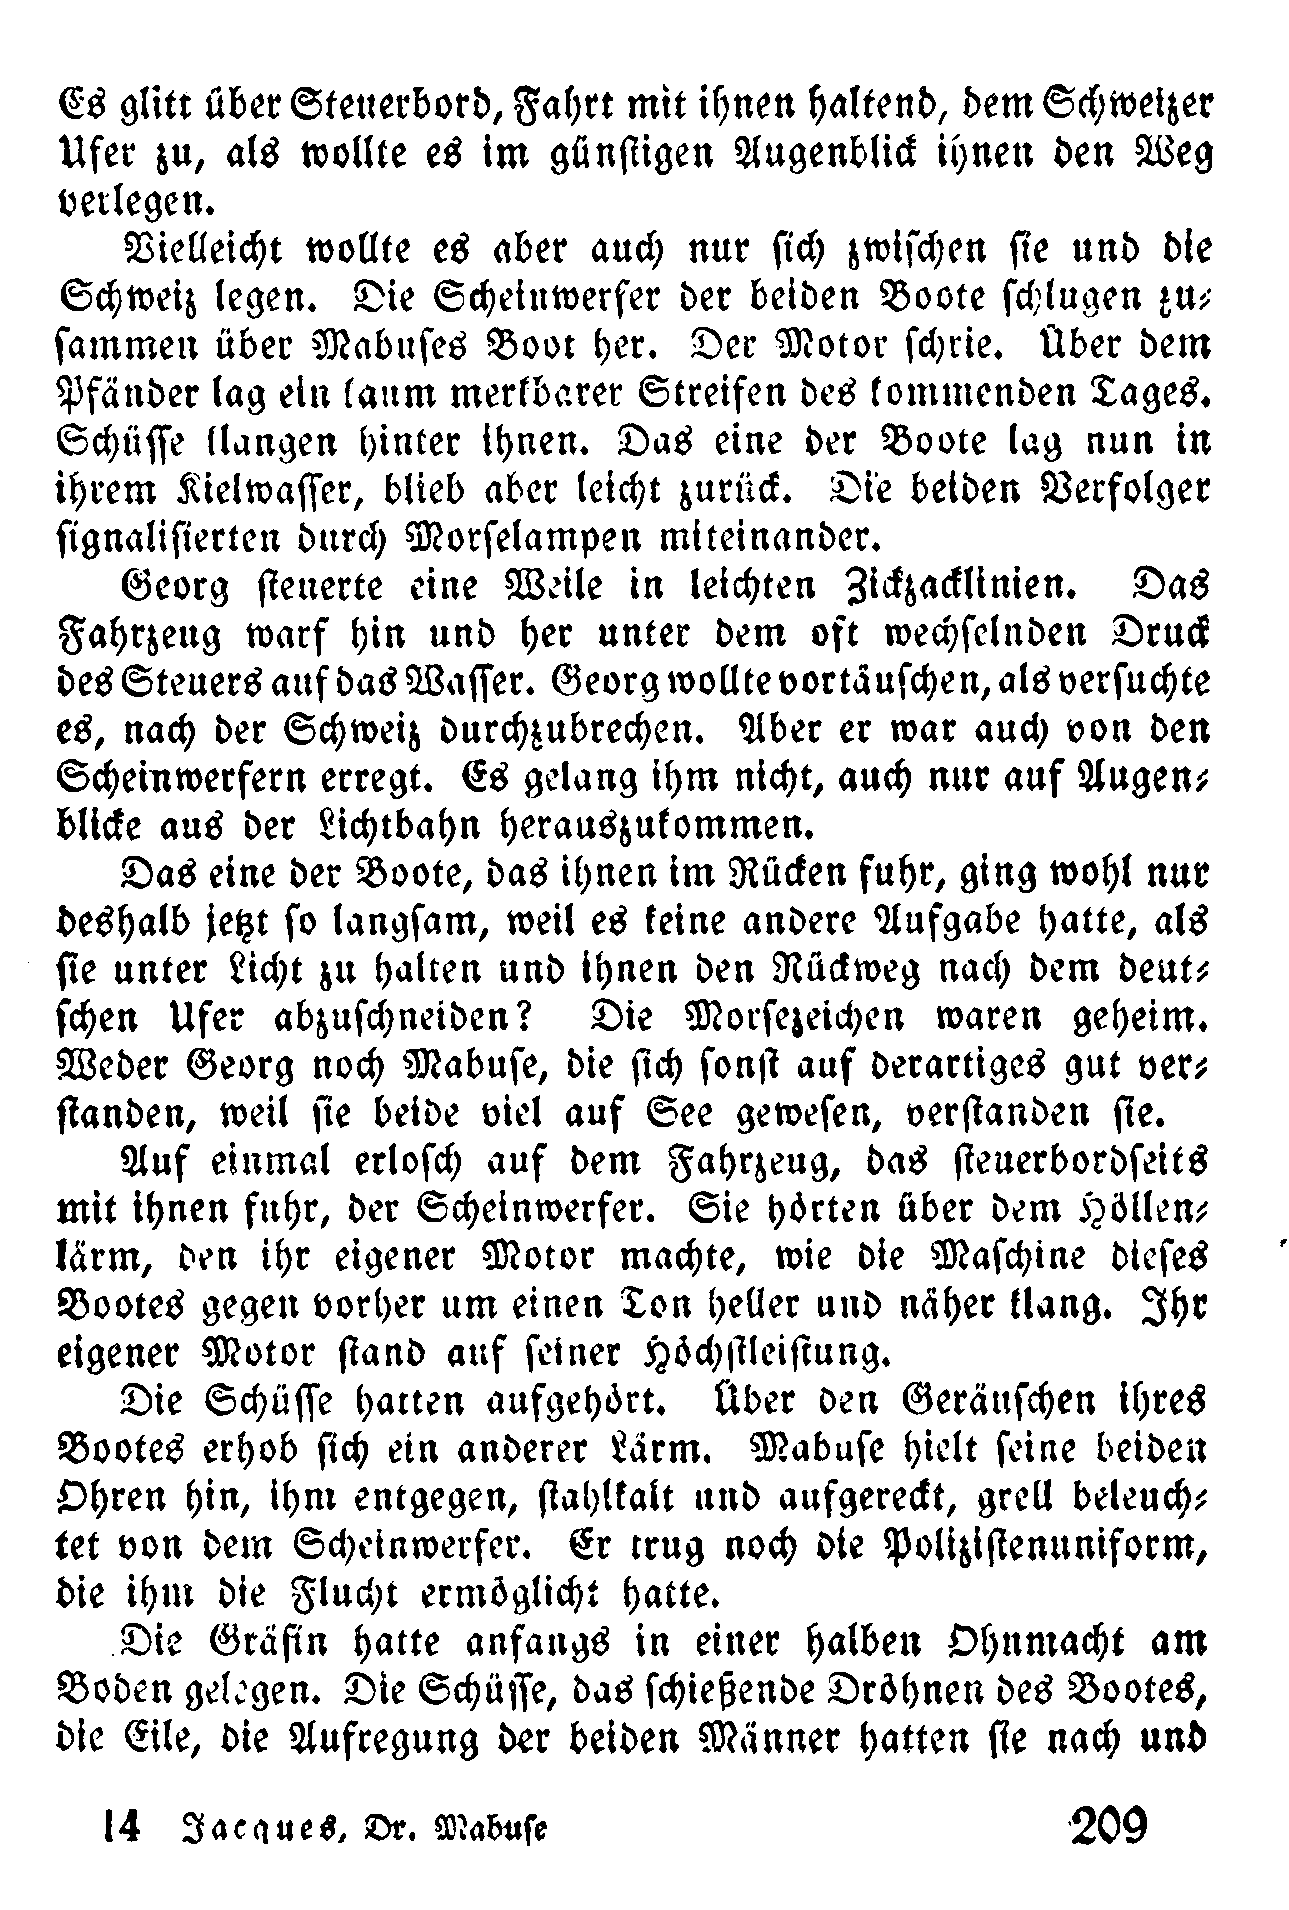 Es glitt über Steuerbord, Fahrt mit ihnen haltend, dem Schweizer
Ufer zu, als wollte es im günstigen Augenblick ihnen den Weg
verlegen.
Vielleicht wollte es aber auch nur sich zwischen sie und die
Schweiz legen. Die Scheinwerfer der beiden Boote schlugen zu-
sammen über Mabuses Boot her. Der Motor schrie. Über dem
Pfänder lag ein kaum merkbarer Streifen des kommenden Tages.
Schüsse klangen hinter ihnen. Das eine der Boote lag nun in
ihrem Kielwasser, blieb aber leicht zurück. Die beiden Verfolger
signalisierten durch Morselampen miteinander.
Georg steuerte eine Weile in leichten Zickzacklinien. Das
Fahrzeug warf hin und her unter dem oft wechselnden Druck
des Steuers auf das Wasser. Georg wollte vortäuschen, als versuchte
es, nach der Schweiz durchzubrechen. Aber er war auch von den
Scheinwerfern erregt. Es gelang ihm nicht, auch nur auf Augen-
blicke aus der Lichtbahn herauszukommen.
Das eine der Boote, das ihnen im Rücken fuhr, ging wohl nur
deshalb jetzt so langsam, weil es keine andere Aufgabe hatte, als
sie unter Licht zu halten und ihnen den Rückweg nach dem deut-
schen Ufer abzuschneiden? Die Morsezeichen waren geheim.
Weder Georg noch Mabuse, die sich sonst auf derartiges gut ver-
standen, weil sie beide viel auf See gewesen, verstanden sie.
Auf einmal erlosch auf dem Fahrzeug, das steuerbordseits
mit ihnen fuhr, der Scheinwerfer. Sie hörten über dem Höllen-
lärm, den ihr eigener Motor machte, wie die Maschine dieses
Bootes gegen vorher um einen Ton heller und näher klang. Ihr
eigener Motor stand auf seiner Höchstleistung.
Die Schüsse hatten aufgehört. Über den Geräuschen ihres
Bootes erhob sich ein anderer Lärm. Mabuse hielt seine beiden
Ohren hin, ihm entgegen, stahlkalt und aufgereckt, grell beleuch-
tet von dem Scheinwerfer. Er trug noch die Polizistenuniform,
die ihm die Flucht ermöglicht hatte.
Die Gräfin hatte anfangs in einer halben Ohnmacht am
Boden gelegen. Die Schüsse, das schießende Dröhnen des Bootes,
die Eile, die Aufregung der beiden Männer hatten sie nach und
14 Jacques, Dr. Mabuse 209